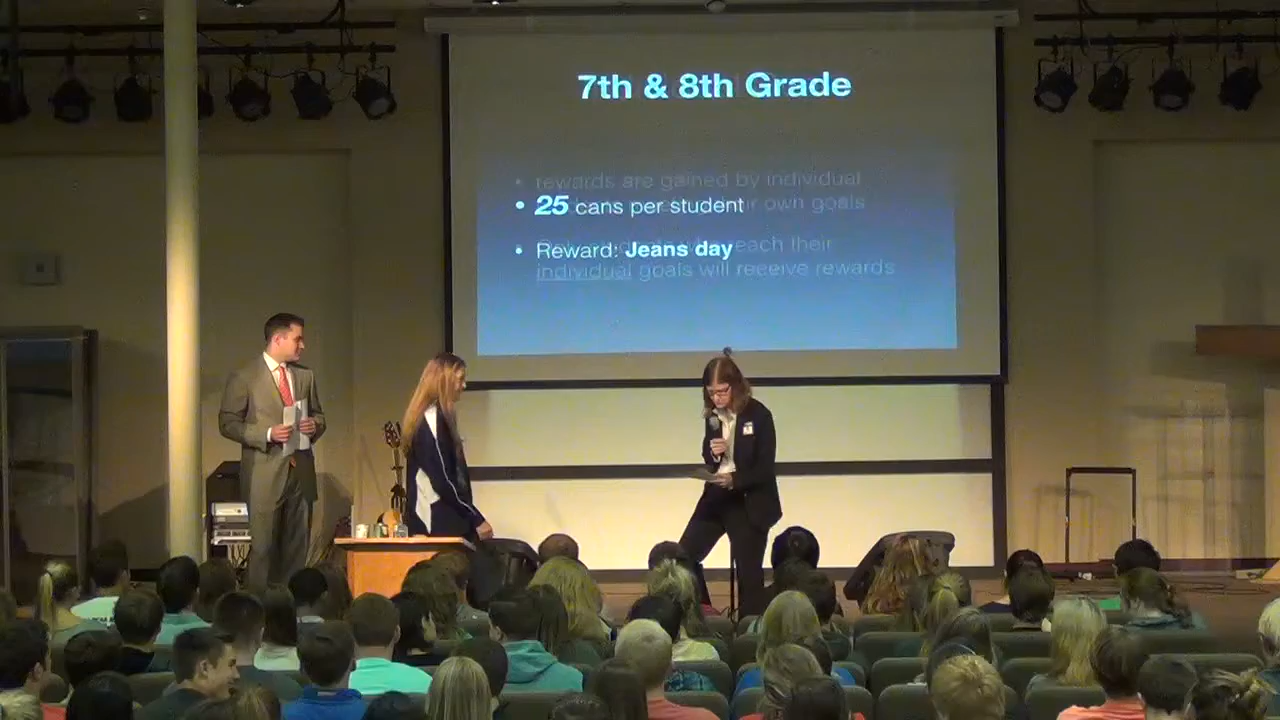 7th & 8th Grade
rewards are gained by individual
25 cans per student
r own goals
Reward: Jeans day
each their
individual goals will receive rewards